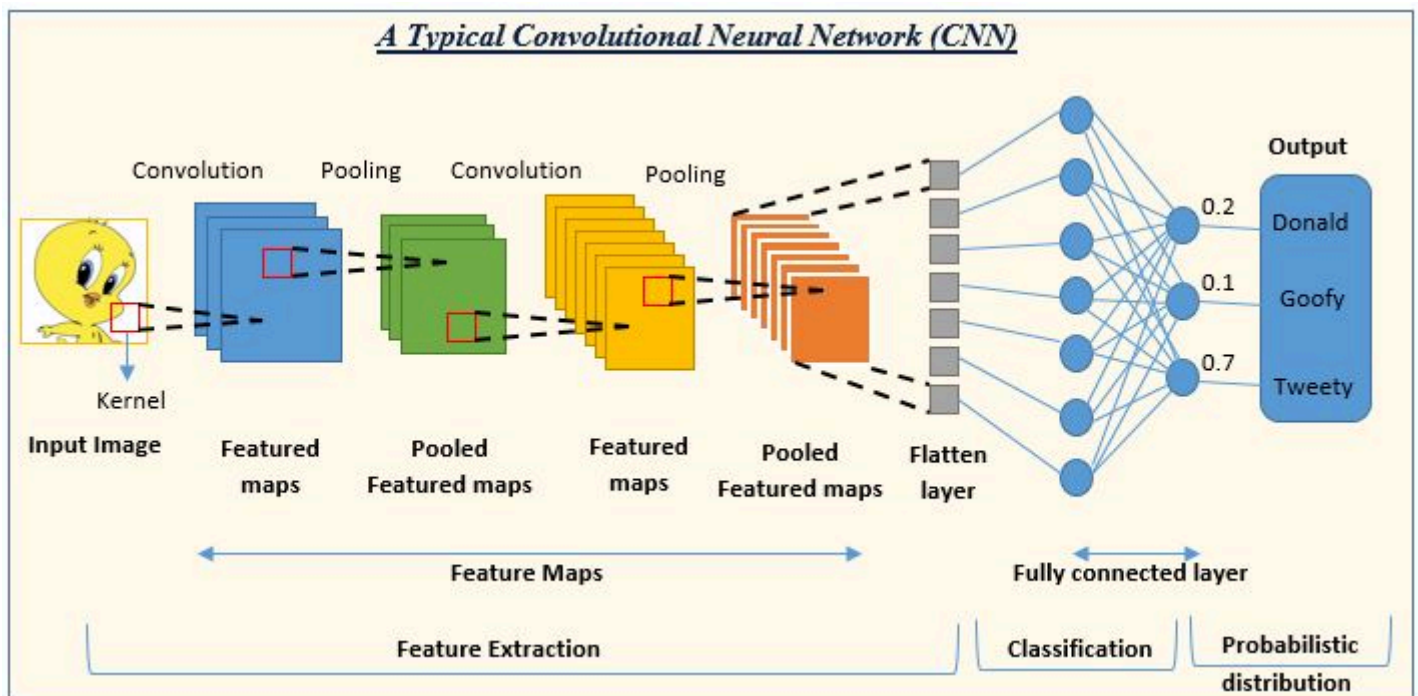 A Typical Convolutional Neural Network (CNN)
Convolution
Pooling
Convolution
Pooling
Output
0.2
Donald
0.1
Goofy
0.7
Tweety
Kernel
Input Image
Featured
maps
Pooled
Featured maps
Featured
maps
Pooled
Featured maps
Flatten
layer
Feature Maps
Fully connected layer
Feature Extraction
Classification
Probabilistic
distribution